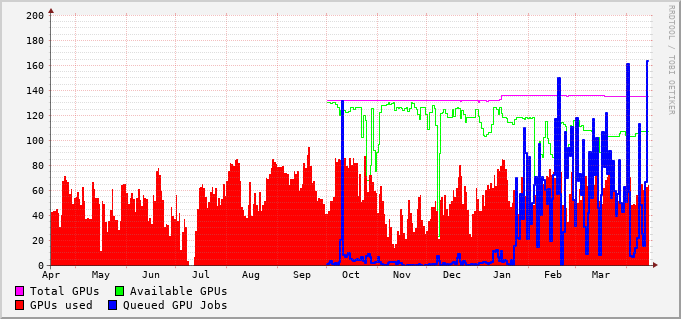 200
180
160
140
120
100
80
60
40
20
0
Apr May Jun Jul Aug Sep Oct Nov Dec Jan Feb Mar
Total GPUs Available GPUs
GPUs used Queued GPU Jobs
RRDTOOL / TOBI OETIKER